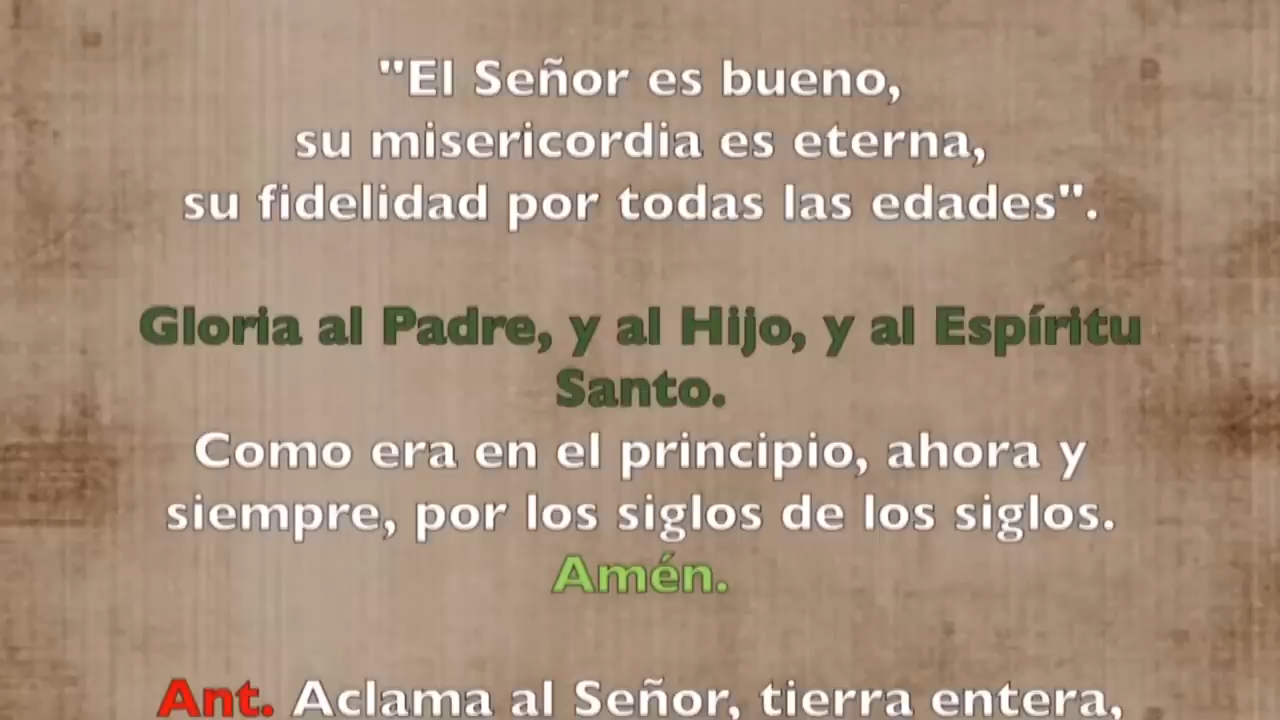 "El Señor es bueno,
su misericordia es eterna,
su fidelidad por todas las edades".
Gloria al Padre, y al Hijo, y al Espíritu
Santo.
Como era en el principio, ahora y
siempre, por los siglos de los siglos.
Amén.
Ant. Aclama al Señor, tierra entera,